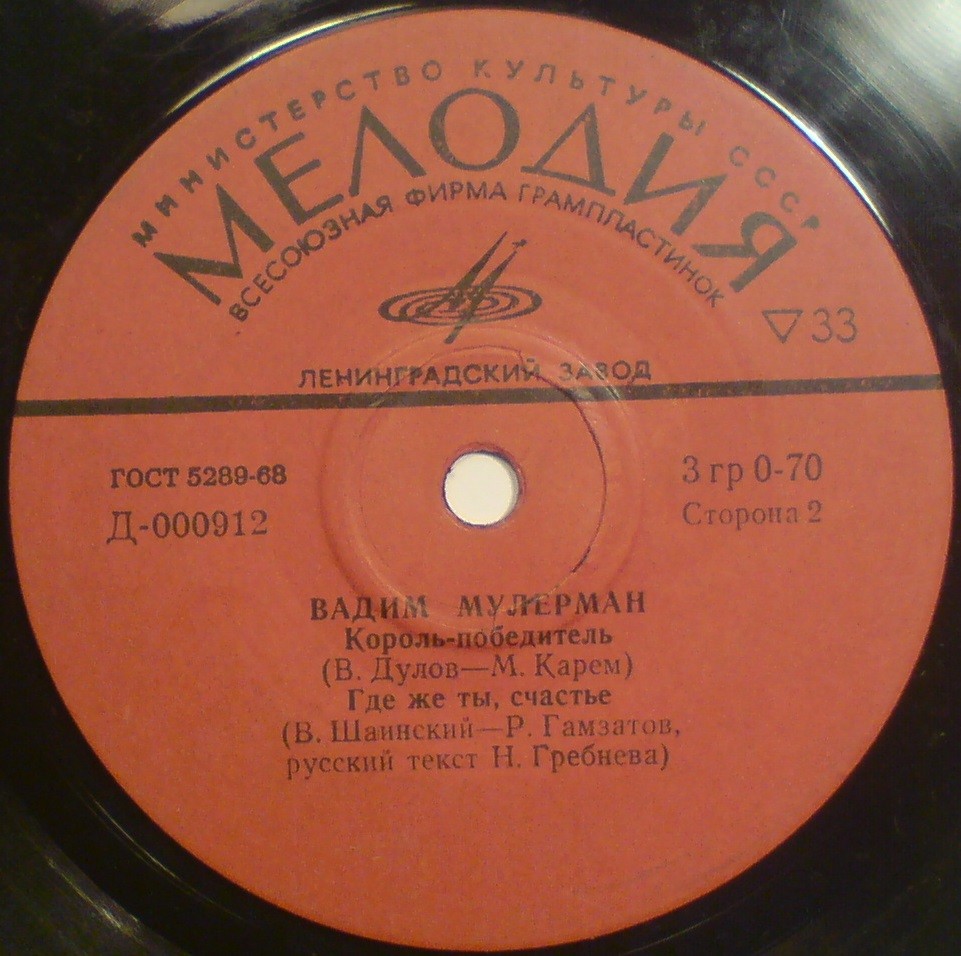 МИНИСТЕРСТВО КУЛЬТУРЫ СССР
МЕЛОДИЯ
ВСЕСОЮЗНАЯ ФИРМА ГРАМПЛАСТИНОК
▽33
ЛЕНИНГРАДСКИЙ ЗАВОД
ГОСТ 5289-68
3 гр 0-70
Д-000912
Сторона 2
ВАДИМ МУЛЕРМАН
Король-победитель
(В. Дулов—М. Карем)
Где же ты, счастье
(В. Шаинский—Р. Гамзатов,
русский текст Н. Гребнева)